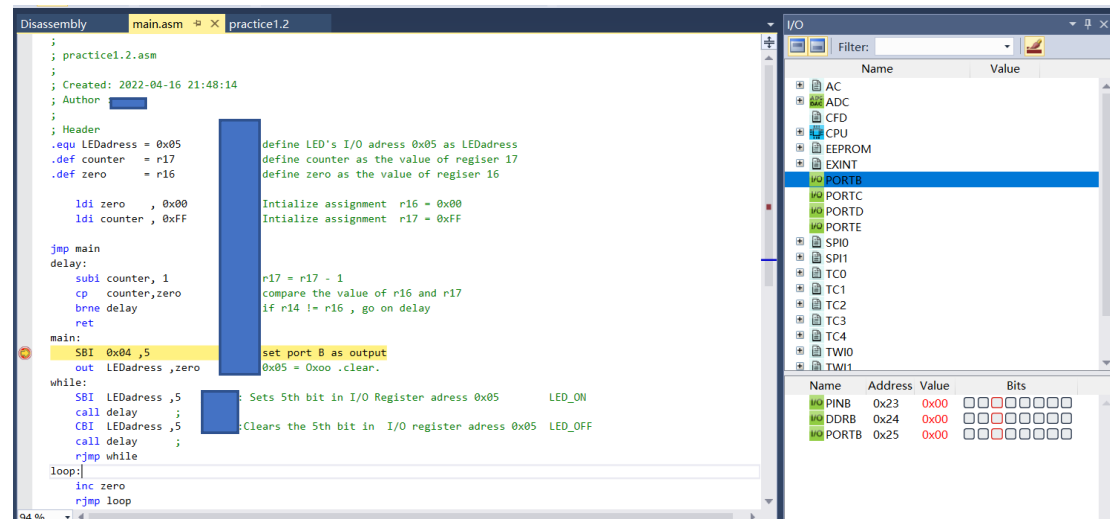 Disassembly main.asm practice1.2
;
; practice1.2.asm
;
; Created: 2022-04-16 21:48:14
; Author :
;
; Header
.equ LEDadress = 0x05 define LED's I/O adress 0x05 as LEDadress
.def counter = r17 define counter as the value of regiser 17
.def zero = r16 define zero as the value of regiser 16
ldi zero , 0x00 Intialize assignment r16 = 0x00
ldi counter , 0xFF Intialize assignment r17 = 0xFF
jmp main
delay:
subi counter, 1 r17 = r17 - 1
cp counter,zero compare the value of r16 and r17
brne delay if r14 != r16 , go on delay
ret
main:
SBI 0x04 ,5 set port B as output
out LEDadress ,zero 0x05 = Oxoo .clear.
while:
SBI LEDadress ,5 : Sets 5th bit in I/O Register adress 0x05 LED_ON
call delay ;
CBI LEDadress ,5 :Clears the 5th bit in I/O register adress 0x05 LED_OFF
call delay ;
rjmp while
loop:
inc zero
rjmp loop
94 %
I/O
Filter:
Name Value
AC
ADC
CFD
CPU
EEPROM
EXINT
I/O PORTB
I/O PORTC
I/O PORTD
I/O PORTE
SPI0
SPI1
TC0
TC1
TC2
TC3
TC4
TWI0
TWI1
Name Address Value Bits
I/O PINB 0x23 0x00
I/O DDRB 0x24 0x00
I/O PORTB 0x25 0x00